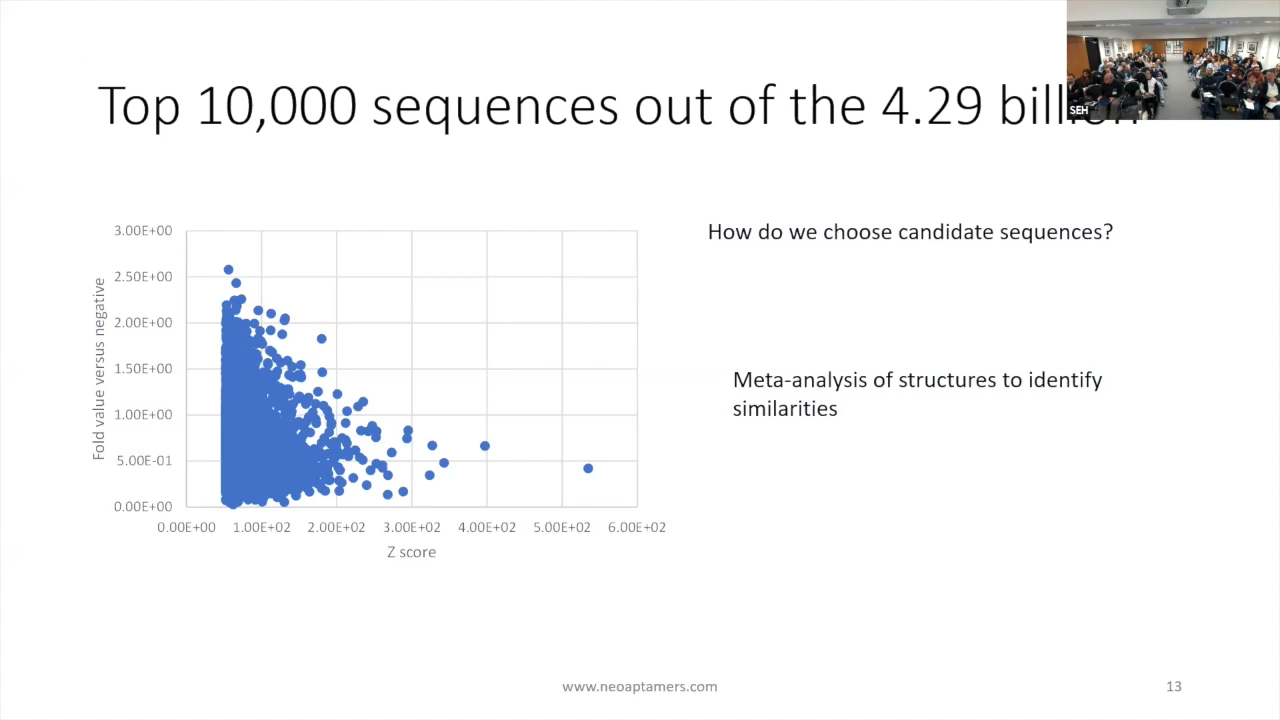 Top 10,000 sequences out of the 4.29 billion
SEH
How do we choose candidate sequences?
Meta-analysis of structures to identify
similarities
Fold value versus negative
3.00E+00
2.50E+00
2.00E+00
1.50E+00
1.00E+00
5.00E-01
0.00E+00
0.00E+00 1.00E+02 2.00E+02 3.00E+02 4.00E+02 5.00E+02 6.00E+02
Z score
www.neoaptamers.com
13